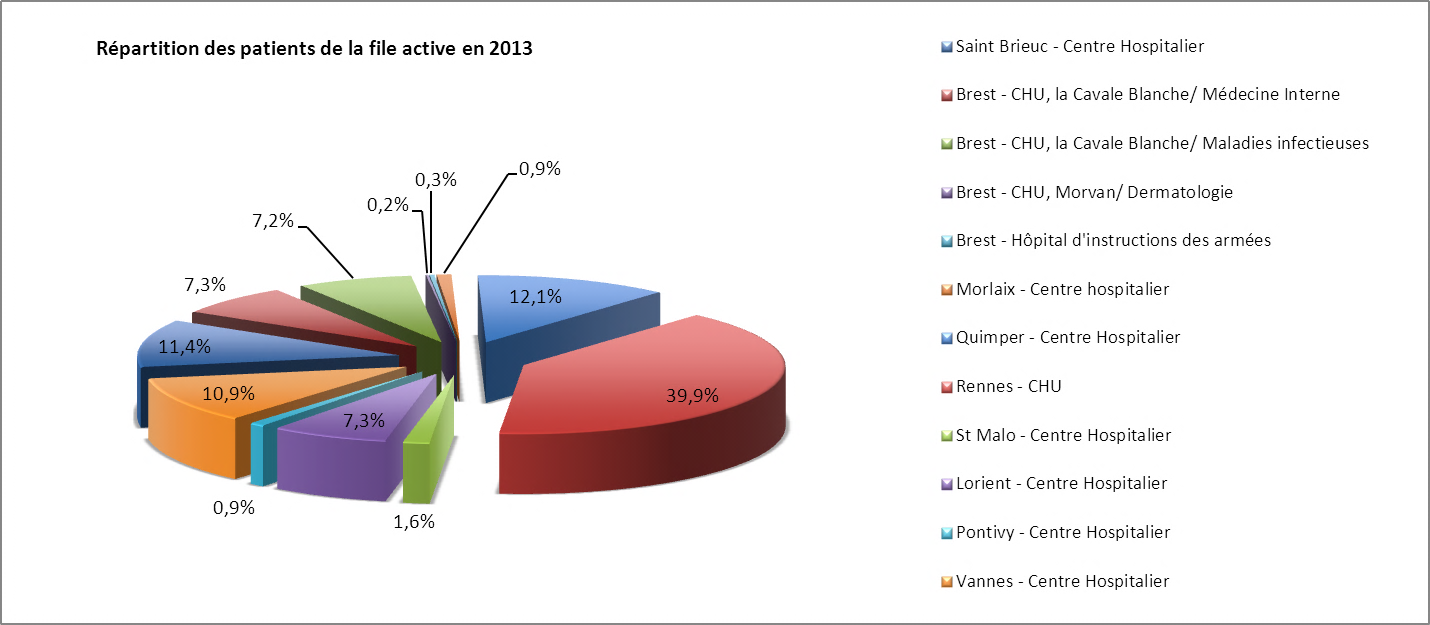 Répartition des patients de la file active en 2013
0,3%
0,9%
0,2%
7,2%
7,3%
12,1%
11,4%
10,9%
39,9%
7,3%
0,9%
1,6%
Saint Brieuc - Centre Hospitalier
Brest - CHU, la Cavale Blanche/ Médecine Interne
Brest - CHU, la Cavale Blanche/ Maladies infectieuses
Brest - CHU, Morvan/ Dermatologie
Brest - Hôpital d'instructions des armées
Morlaix - Centre hospitalier
Quimper - Centre Hospitalier
Rennes - CHU
St Malo - Centre Hospitalier
Lorient - Centre Hospitalier
Pontivy - Centre Hospitalier
Vannes - Centre Hospitalier